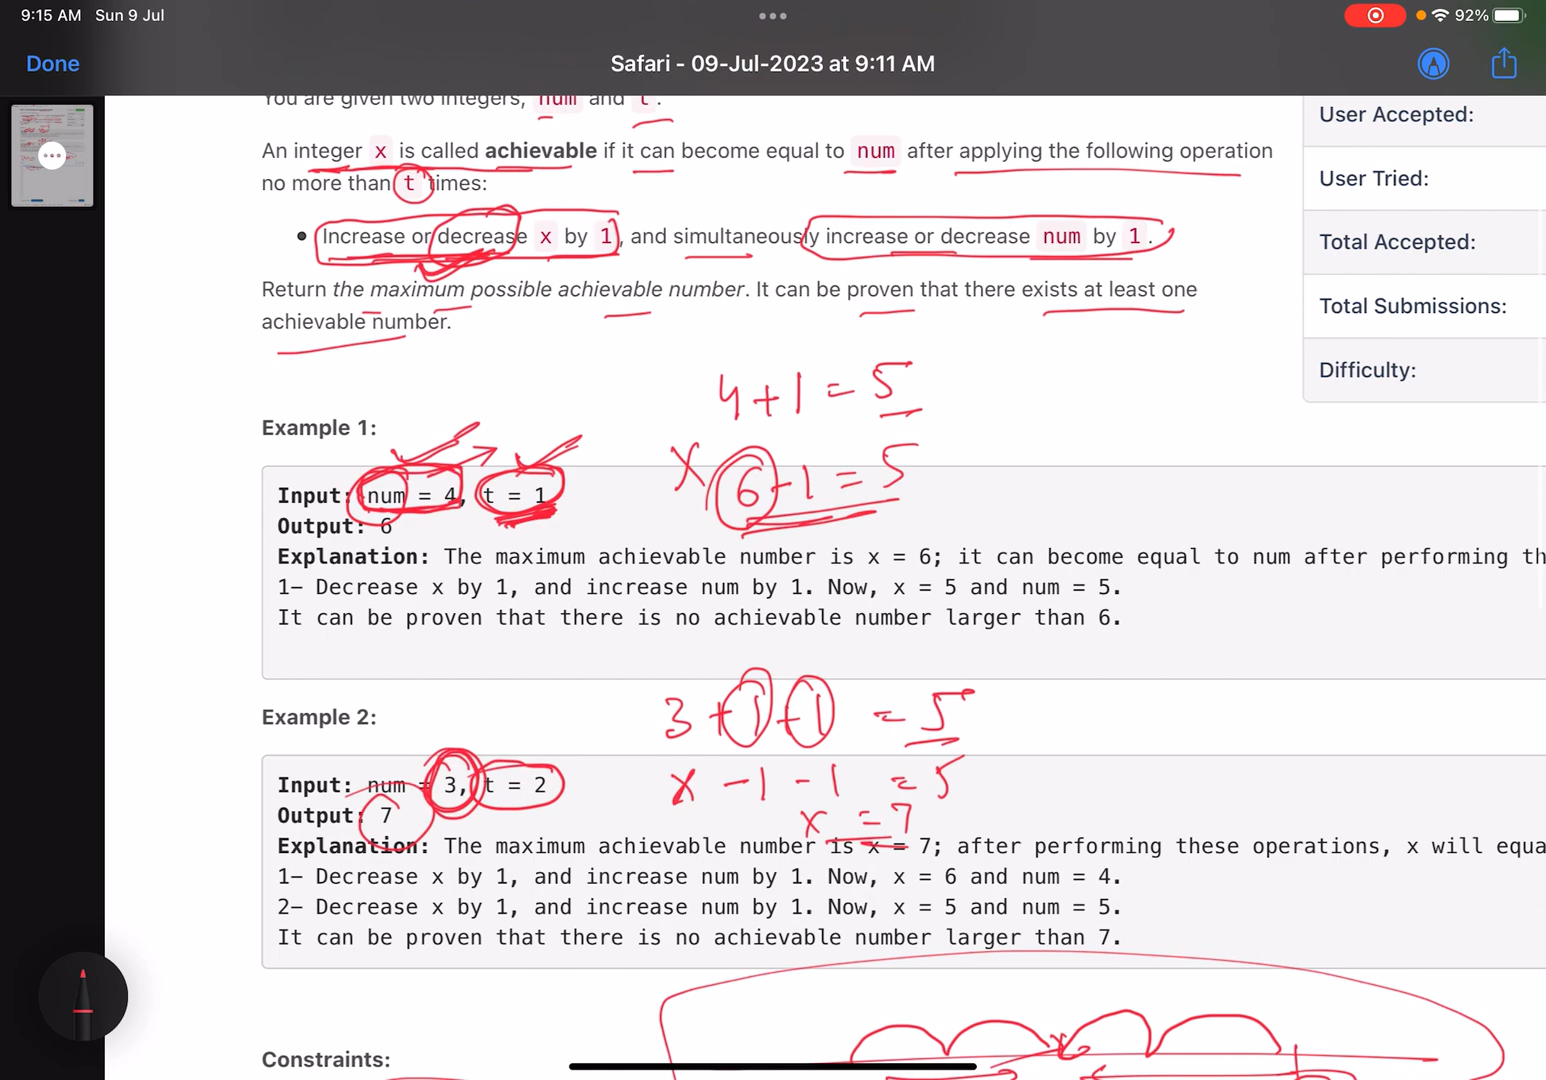 9:15 AM Sun 9 Jul
92%
Done
Safari - 09-Jul-2023 at 9:11 AM
You are given two integers, num and t.
An integer x is called achievable if it can become equal to num after applying the following operation
no more than t times:
• Increase or decrease x by 1, and simultaneously increase or decrease num by 1.
Return the maximum possible achievable number. It can be proven that there exists at least one
achievable number.
User Accepted:
User Tried:
Total Accepted:
Total Submissions:
Difficulty:
4+1=5
Example 1:
x 6-1=5
Input: num = 4, t = 1
Output: 6
Explanation: The maximum achievable number is x = 6; it can become equal to num after performing th
1- Decrease x by 1, and increase num by 1. Now, x = 5 and num = 5.
It can be proven that there is no achievable number larger than 6.
3+1+1=5
Example 2:
x-1-1=5
x=7
Input: num = 3, t = 2
Output: 7
Explanation: The maximum achievable number is x = 7; after performing these operations, x will equa
1- Decrease x by 1, and increase num by 1. Now, x = 6 and num = 4.
2- Decrease x by 1, and increase num by 1. Now, x = 5 and num = 5.
It can be proven that there is no achievable number larger than 7.
Constraints: